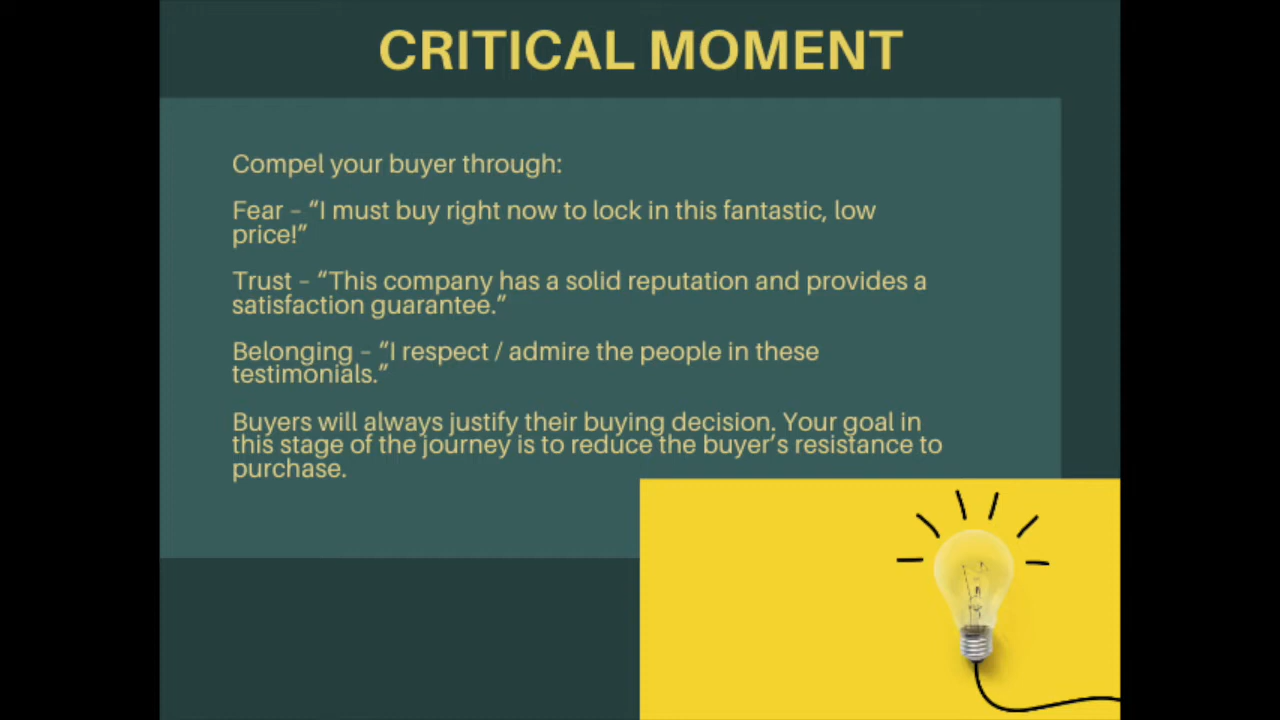 CRITICAL MOMENT
Compel your buyer through:
Fear – “I must buy right now to lock in this fantastic, low
price!”
Trust – “This company has a solid reputation and provides a
satisfaction guarantee.”
Belonging – “I respect / admire the people in these
testimonials.”
Buyers will always justify their buying decision. Your goal in
this stage of the journey is to reduce the buyer’s resistance to
purchase.